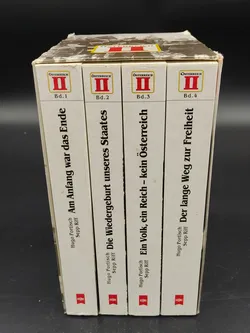 ÖSTERREICH
II
Bd.1
Hugo Portisch
Sepp Riff
Am Anfang war das Ende
ÖSTERREICH
II
Bd.2
Hugo Portisch
Sepp Riff
Die Wiedergeburt unseres Staates
ÖSTERREICH
II
Bd.3
Hugo Portisch
Sepp Riff
Ein Volk, ein Reich – kein Österreich
ÖSTERREICH
II
Bd.4
Hugo Portisch
Sepp Riff
Der lange Weg zur Freiheit